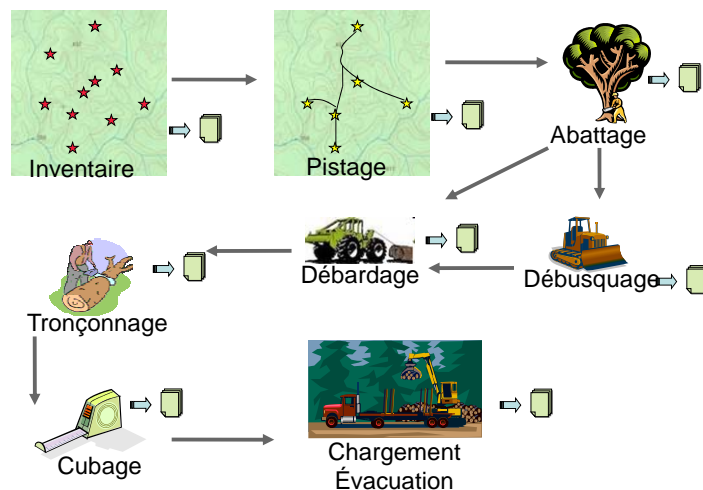 Inventaire
Pistage
Abattage
Débardage
Débusquage
Tronçonnage
Cubage
Chargement
Évacuation